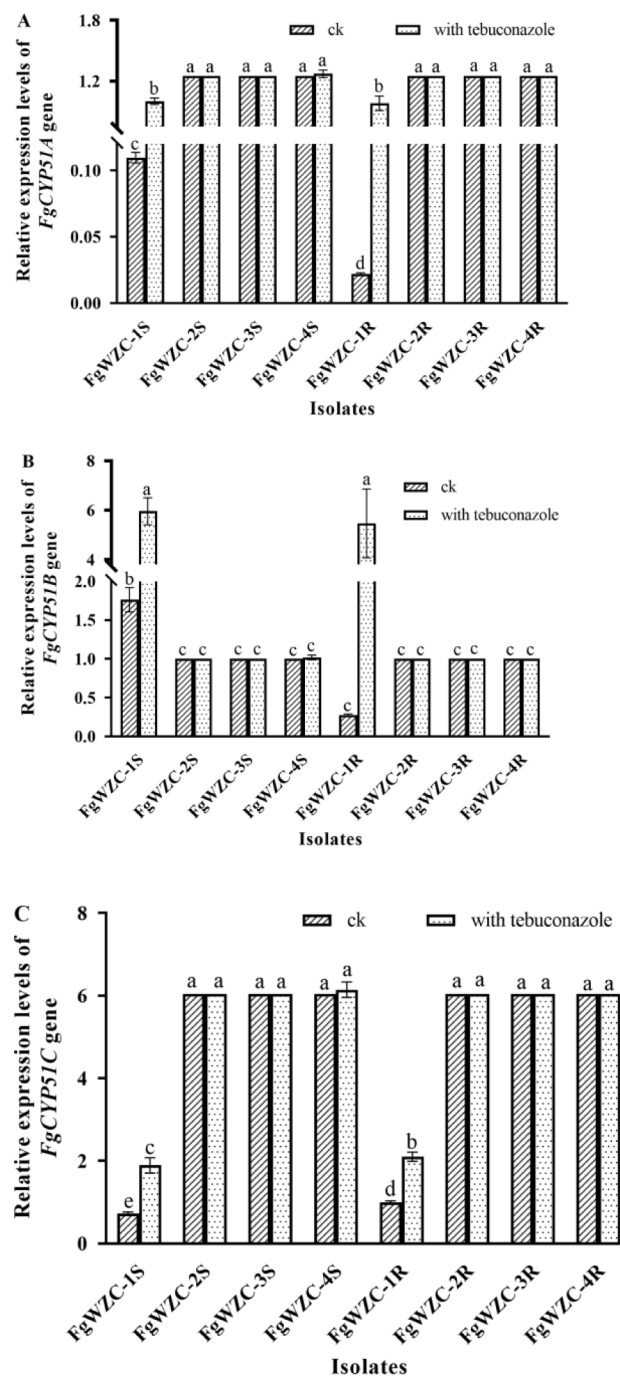 A
ck
with tebuconazole
Relative expression levels of
FgCYP51A gene
1.8
1.2
0.10
0.05
0.00
b
c
a a
a a
a a
b
d
a a
a a
a a
FgWZC-1S
FgWZC-2S
FgWZC-3S
FgWZC-4S
FgWZC-1R
FgWZC-2R
FgWZC-3R
FgWZC-4R
Isolates
B
ck
with tebuconazole
Relative expression levels of
FgCYP51B gene
8
6
4
2.0
1.5
1.0
0.5
0.0
a
b
c c
c c
c c
a
c
c c
c c
c c
FgWZC-1S
FgWZC-2S
FgWZC-3S
FgWZC-4S
FgWZC-1R
FgWZC-2R
FgWZC-3R
FgWZC-4R
Isolates
C
ck
with tebuconazole
Relative expression levels of
FgCYP51C gene
8
6
4
2
0
e
c
a a
a a
a a
d
b
a a
a a
a a
FgWZC-1S
FgWZC-2S
FgWZC-3S
FgWZC-4S
FgWZC-1R
FgWZC-2R
FgWZC-3R
FgWZC-4R
Isolates